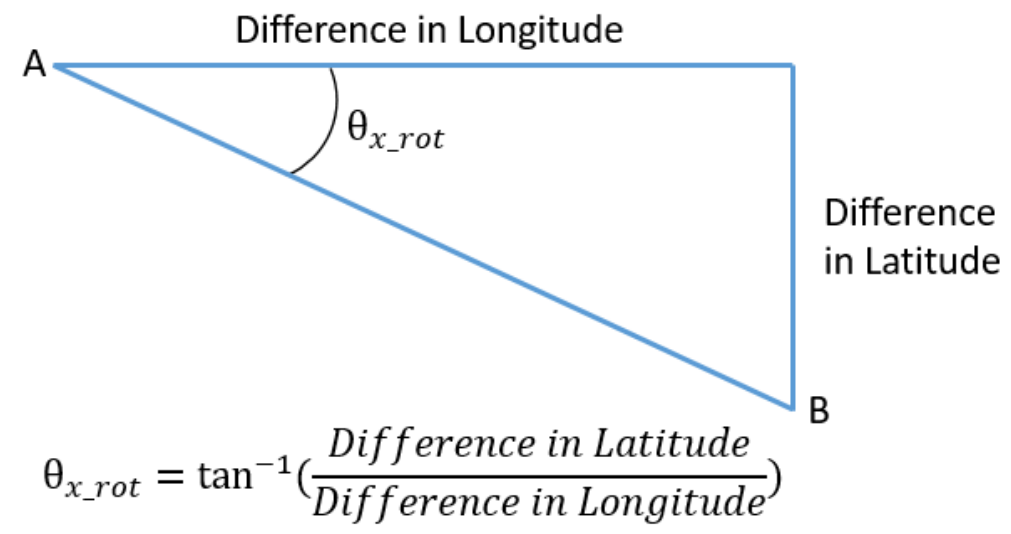 Difference in Longitude
A
θx_rot
Difference
in Latitude
B
θx_rot = tan⁻¹(Difference in Latitude / Difference in Longitude)